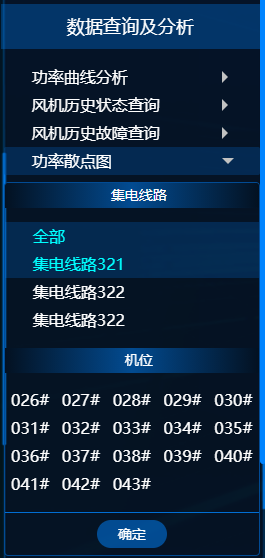 数据查询及分析
功率曲线分析
风机历史状态查询
风机历史故障查询
功率散点图
集电线路
全部
集电线路321
集电线路322
集电线路322
机位
026# 027# 028# 029# 030#
031# 032# 033# 034# 035#
036# 037# 038# 039# 040#
041# 042# 043#
确定